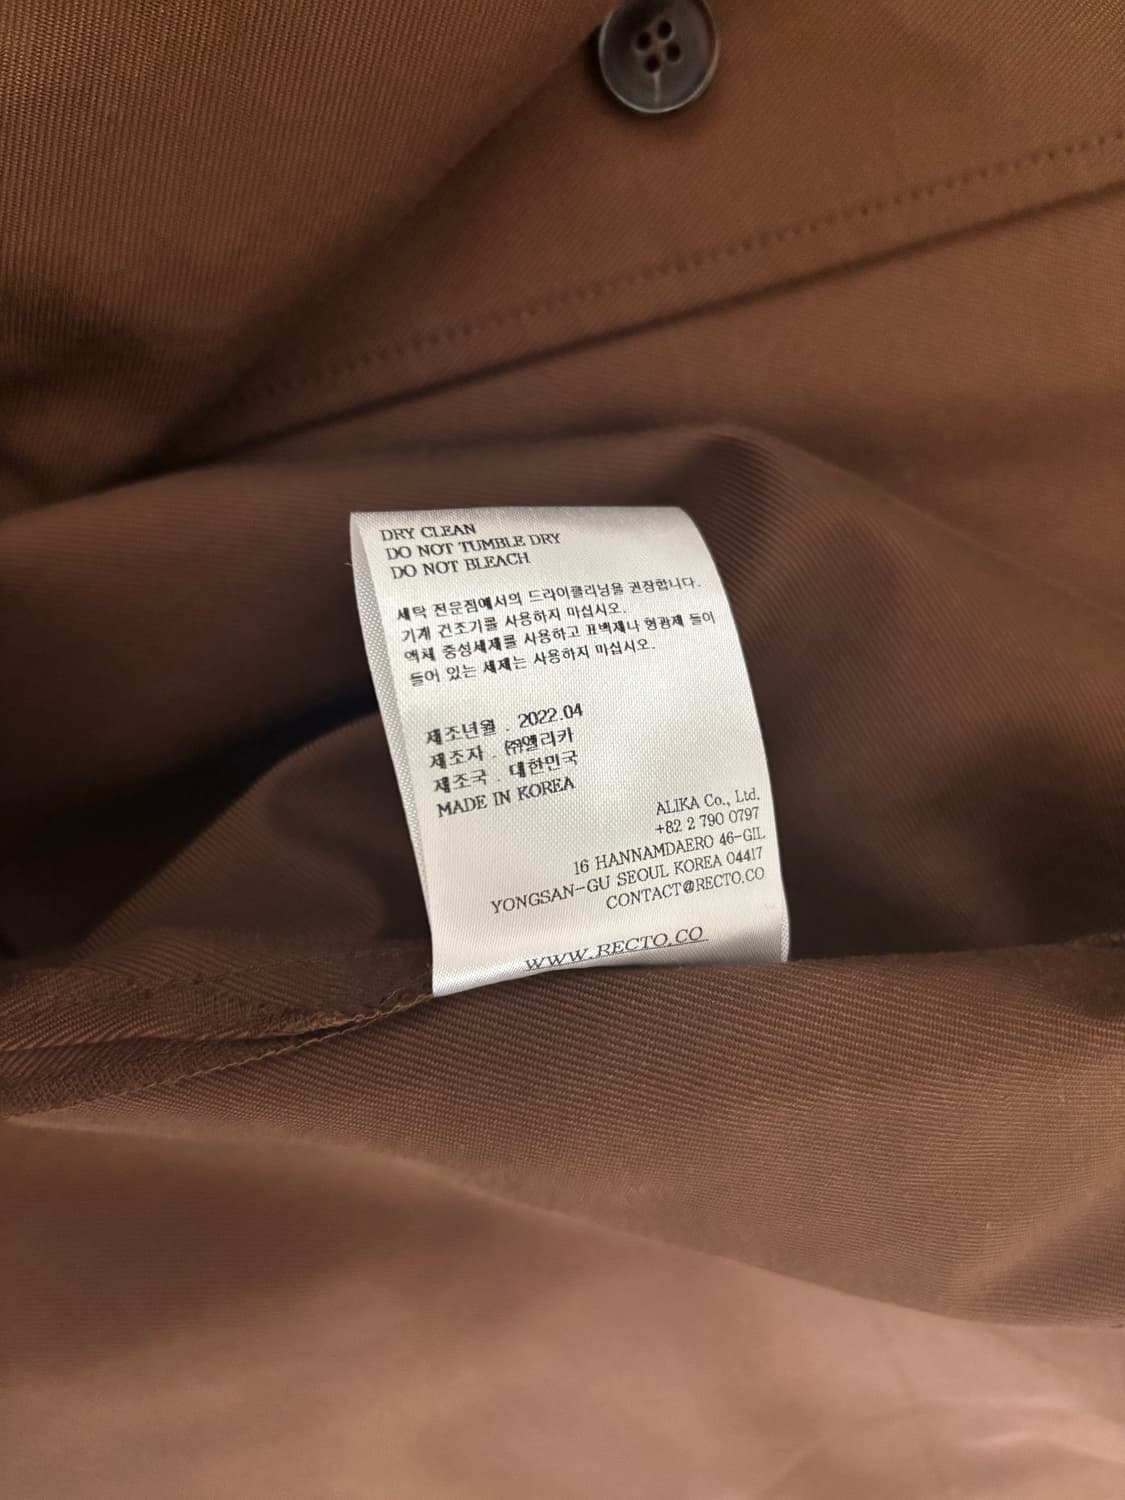 DRY CLEAN
DO NOT TUMBLE DRY
DO NOT BLEACH
세탁 전문점에서의 드라이클리닝을 권장합니다.
기계 건조기를 사용하지 마십시오.
액체 중성세제를 사용하고 표백제나 형광제 들이
들어 있는 세제는 사용하지 마십시오.
제조년월 . 2022.04
제조자 . ㈜앨리카
제조국 . 대한민국
MADE IN KOREA
ALIKA Co., Ltd.
+82 2 790 0797
16 HANNAMDAERO 46-GIL
YONGSAN-GU SEOUL KOREA 04417
CONTACT@RECTO.CO
WWW.RECTO.CO